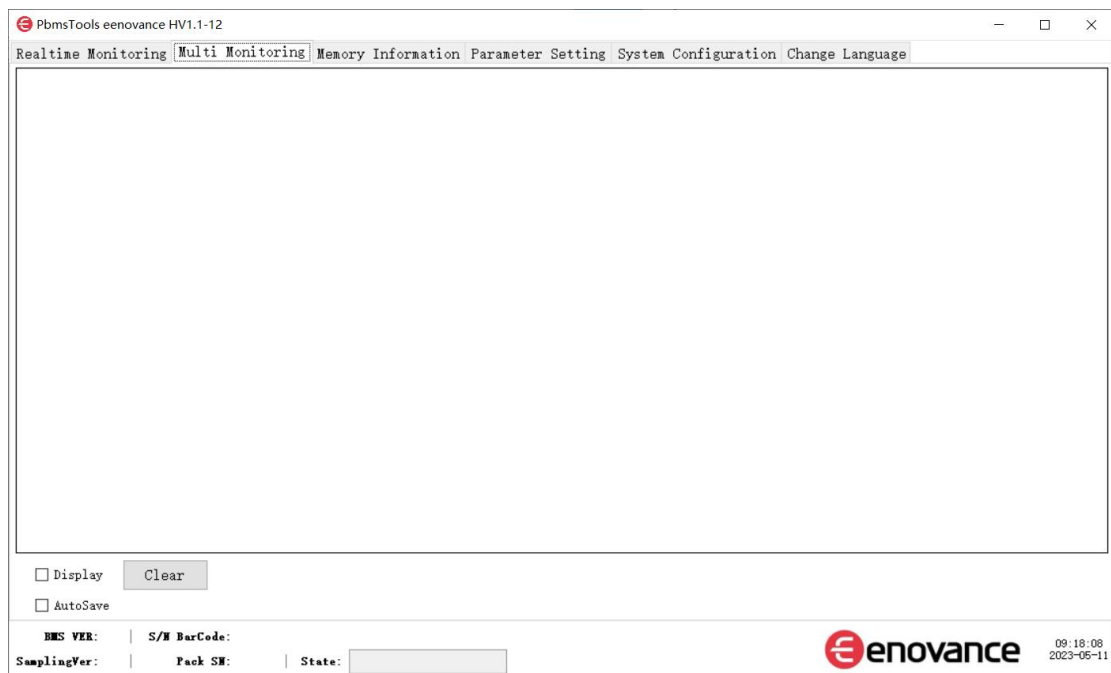 PbmsTools eenovance HV1.1-12
Realtime Monitoring Multi Monitoring Memory Information Parameter Setting System Configuration Change Language
Display Clear
AutoSave
BMS VER: | S/N BarCode:
SamplingVer: | Pack SN: | State:
enovance
09:18:08
2023-05-11